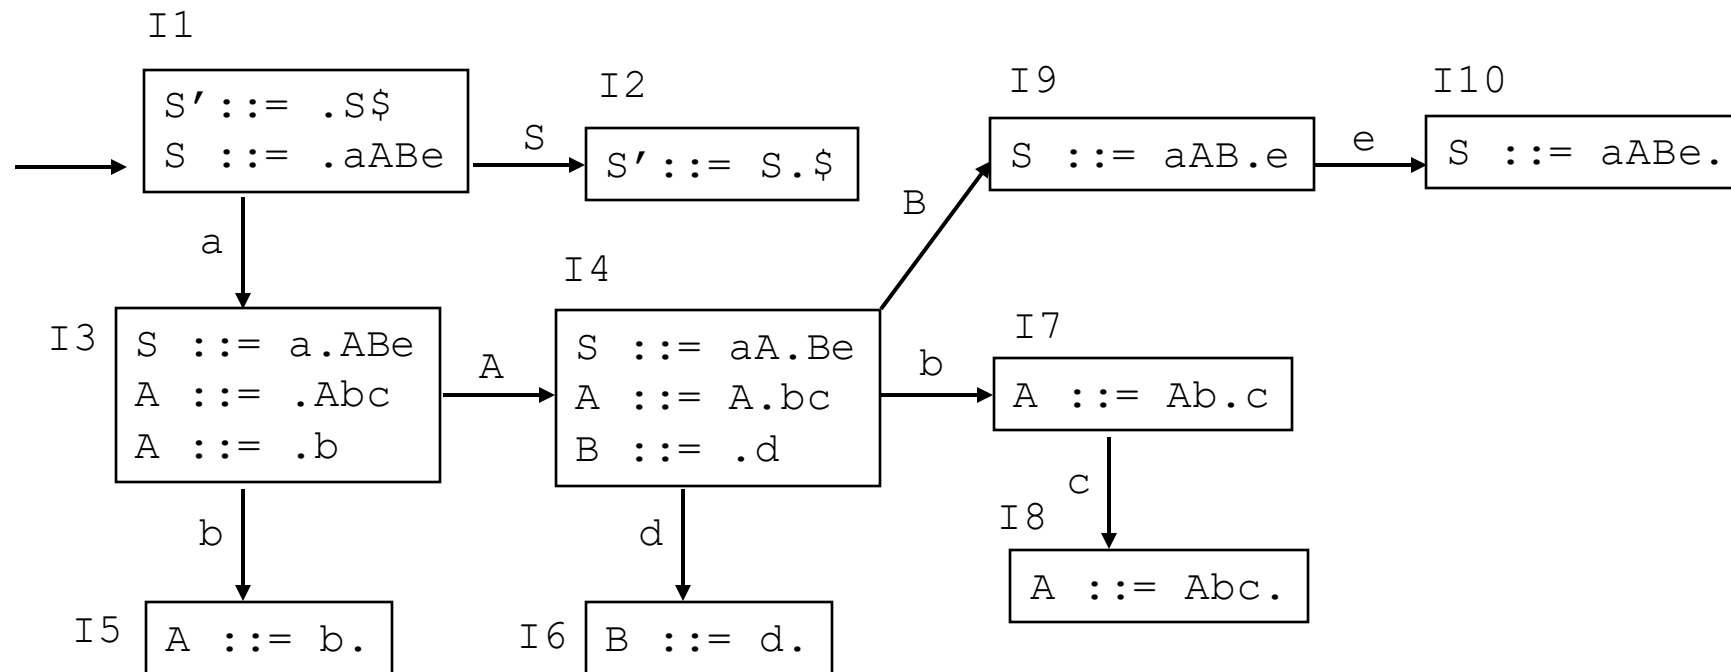 I1
S′::= .S$
S ::= .aABe
S
I2
S′::= S.$
I9
S ::= aAB.e
e
I10
S ::= aABe.
a
B
I3
S ::= a.ABe
A ::= .Abc
A ::= .b
A
I4
S ::= aA.Be
A ::= A.bc
B ::= .d
b
I7
A ::= Ab.c
b
d
c
I8
A ::= Abc.
I5
A ::= b.
I6
B ::= d.